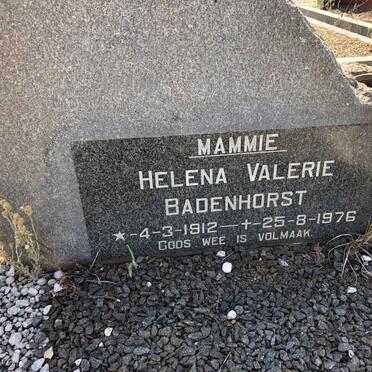 MAMMIE
HELENA VALERIE
BADENHORST
★-4-3-1912-†-25-8-1976
GODS WEE IS VOLMAAK.